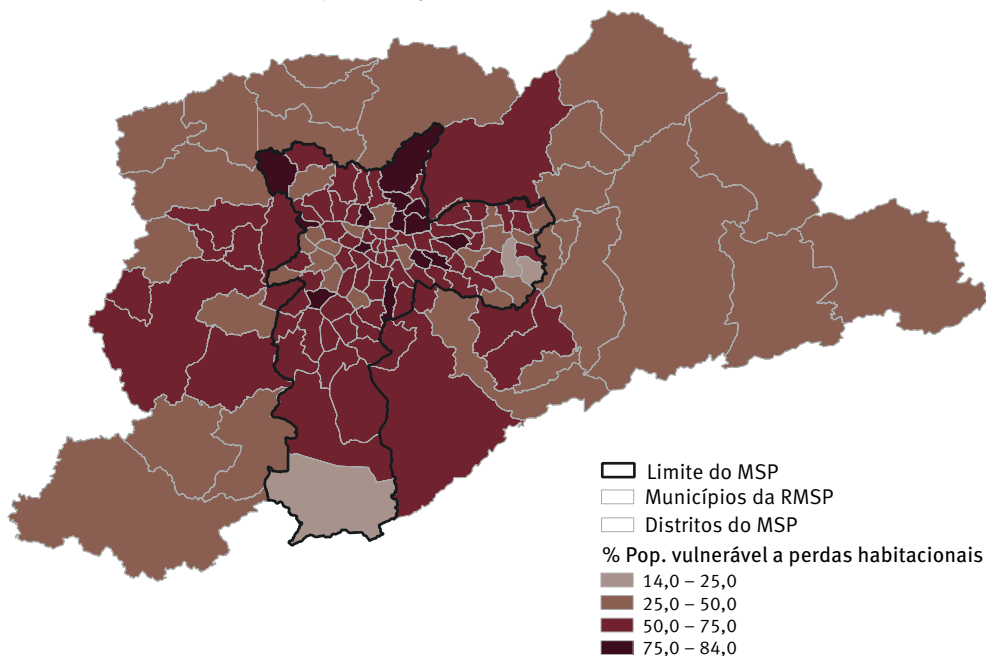 Limite do MSP
Municípios da RMSP
Distritos do MSP
% Pop. vulnerável a perdas habitacionais
14,0 – 25,0
25,0 – 50,0
50,0 – 75,0
75,0 – 84,0